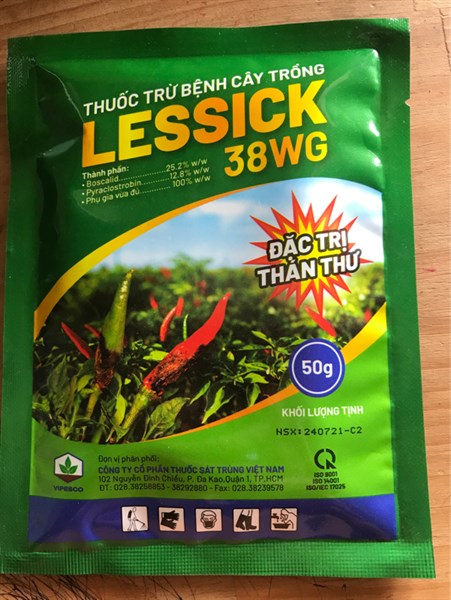 THUỐC TRỪ BỆNH CÂY TRỒNG
LESSICK
38WG
Thành phần:
• Boscalid..............25.2% w/w
• Pyraclostrobin..........12.8% w/w
• Phụ gia vừa đủ..........100% w/w
ĐẶC TRỊ
THÁN THƯ
50g
KHỐI LƯỢNG TỊNH
NSX: 240721-C2
VIPESCO
Đơn vị phân phối:
CÔNG TY CỔ PHẦN THUỐC SÁT TRÙNG VIỆT NAM
102 Nguyễn Đình Chiểu, P. Đa Kao.Quận 1. TP.HCM
ĐT: 028.38258853 - 38292880 - Fax: 028.38239578
ISO 9001
ISO 14001
ISO/IEC 17025